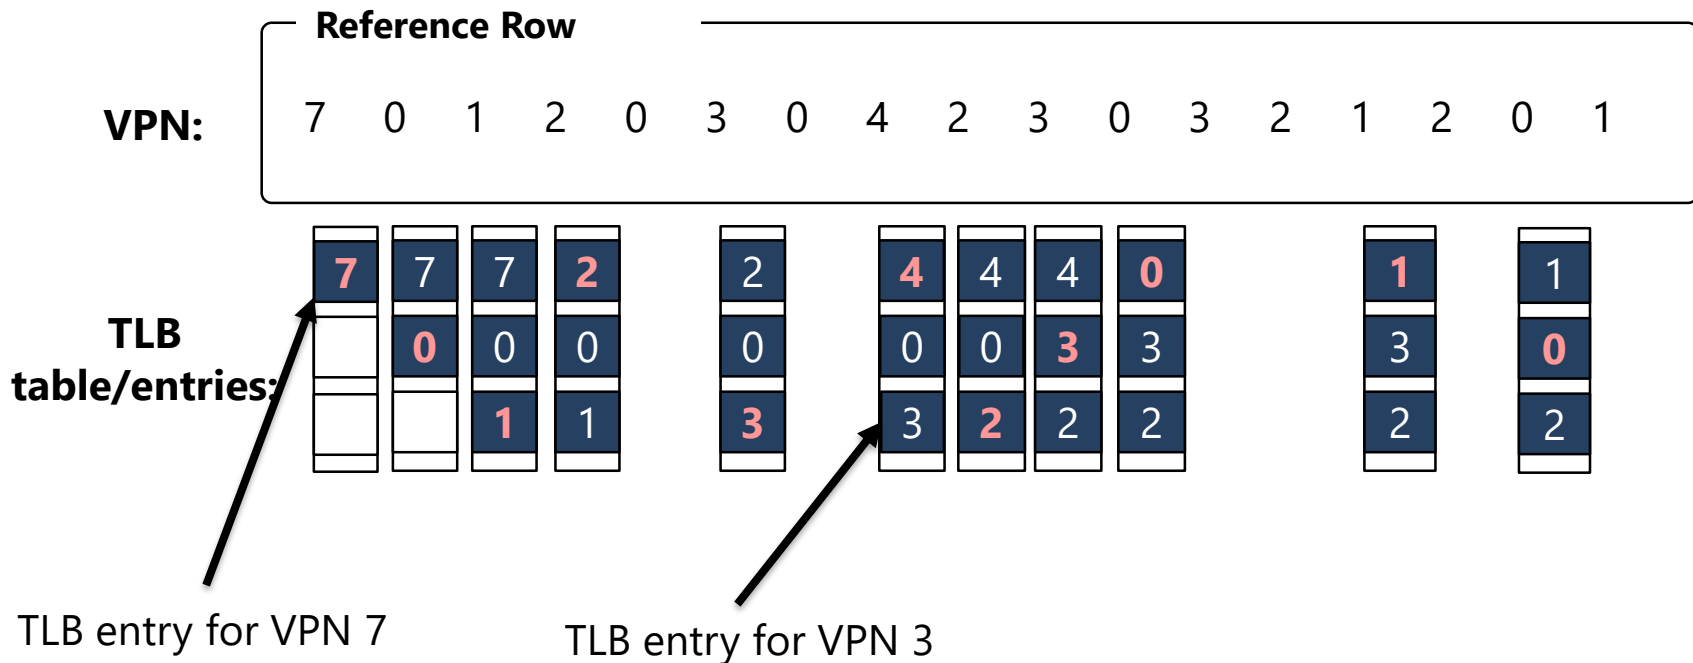 Reference Row
VPN: 7 0 1 2 0 3 0 4 2 3 0 3 2 1 2 0 1
7 7 7 2 2 4 4 4 0 1 1
TLB
table/entries:
0 0 0 0 0 0 3 3 3 0
1 1 3 3 2 2 2 2 2
TLB entry for VPN 7
TLB entry for VPN 3